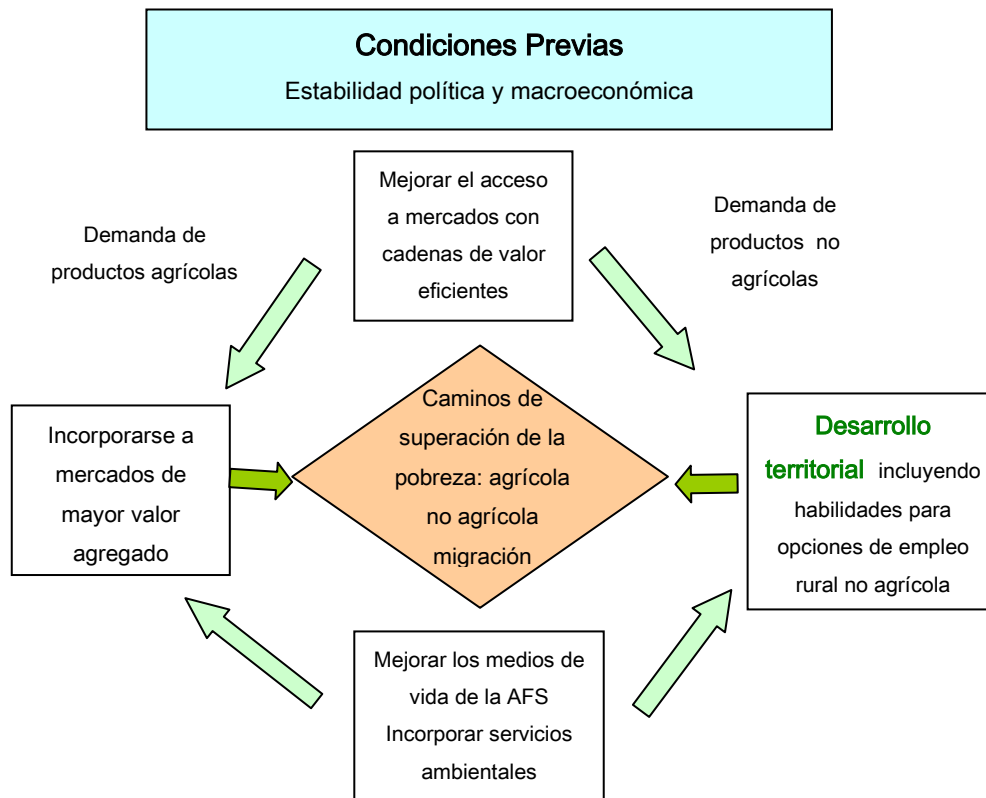 Condiciones Previas
Estabilidad política y macroeconómica
Mejorar el acceso
a mercados con
cadenas de valor
eficientes
Demanda de
productos agrícolas
Demanda de
productos no
agrícolas
Incorporarse a
mercados de
mayor valor
agregado
Caminos de
superación de la
pobreza: agrícola
no agrícola
migración
Desarrollo
territorial incluyendo
habilidades para
opciones de empleo
rural no agrícola
Mejorar los medios de
vida de la AFS
Incorporar servicios
ambientales